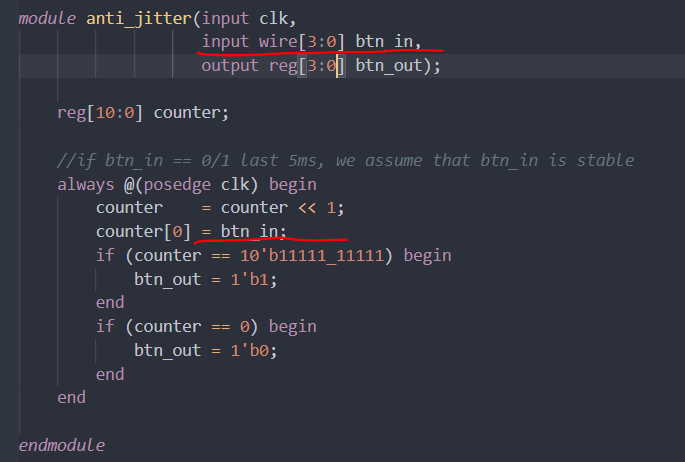 module anti_jitter(input clk,
input wire[3:0] btn_in,
output reg[3:0] btn_out);
reg[10:0] counter;
//if btn_in == 0/1 last 5ms, we assume that btn_in is stable
always @(posedge clk) begin
counter = counter << 1;
counter[0] = btn_in;
if (counter == 10'b11111_11111) begin
btn_out = 1'b1;
end
if (counter == 0) begin
btn_out = 1'b0;
end
end
endmodule